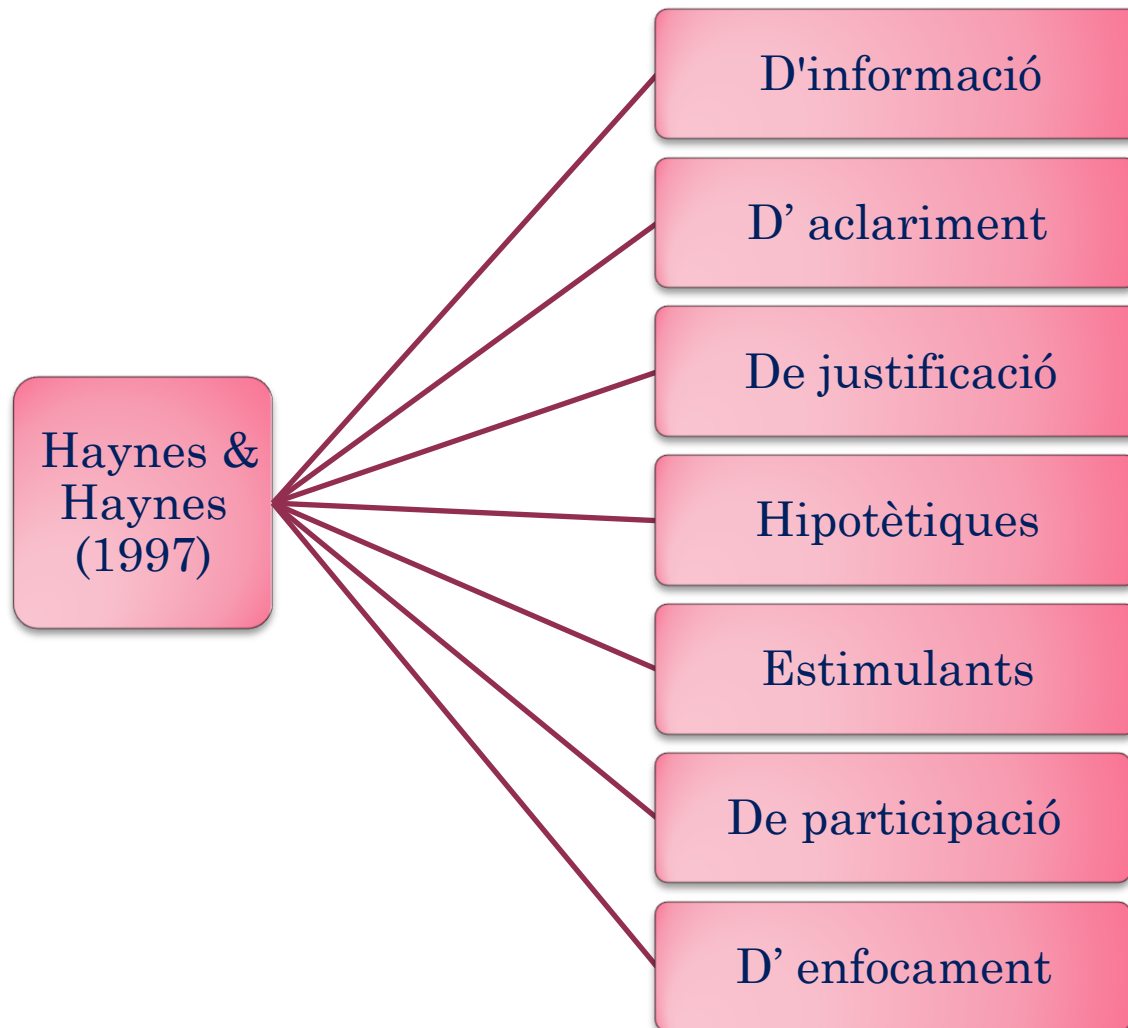 Haynes &
Haynes
(1997)
D'informació
D’ aclariment
De justificació
Hipotètiques
Estimulants
De participació
D’ enfocament